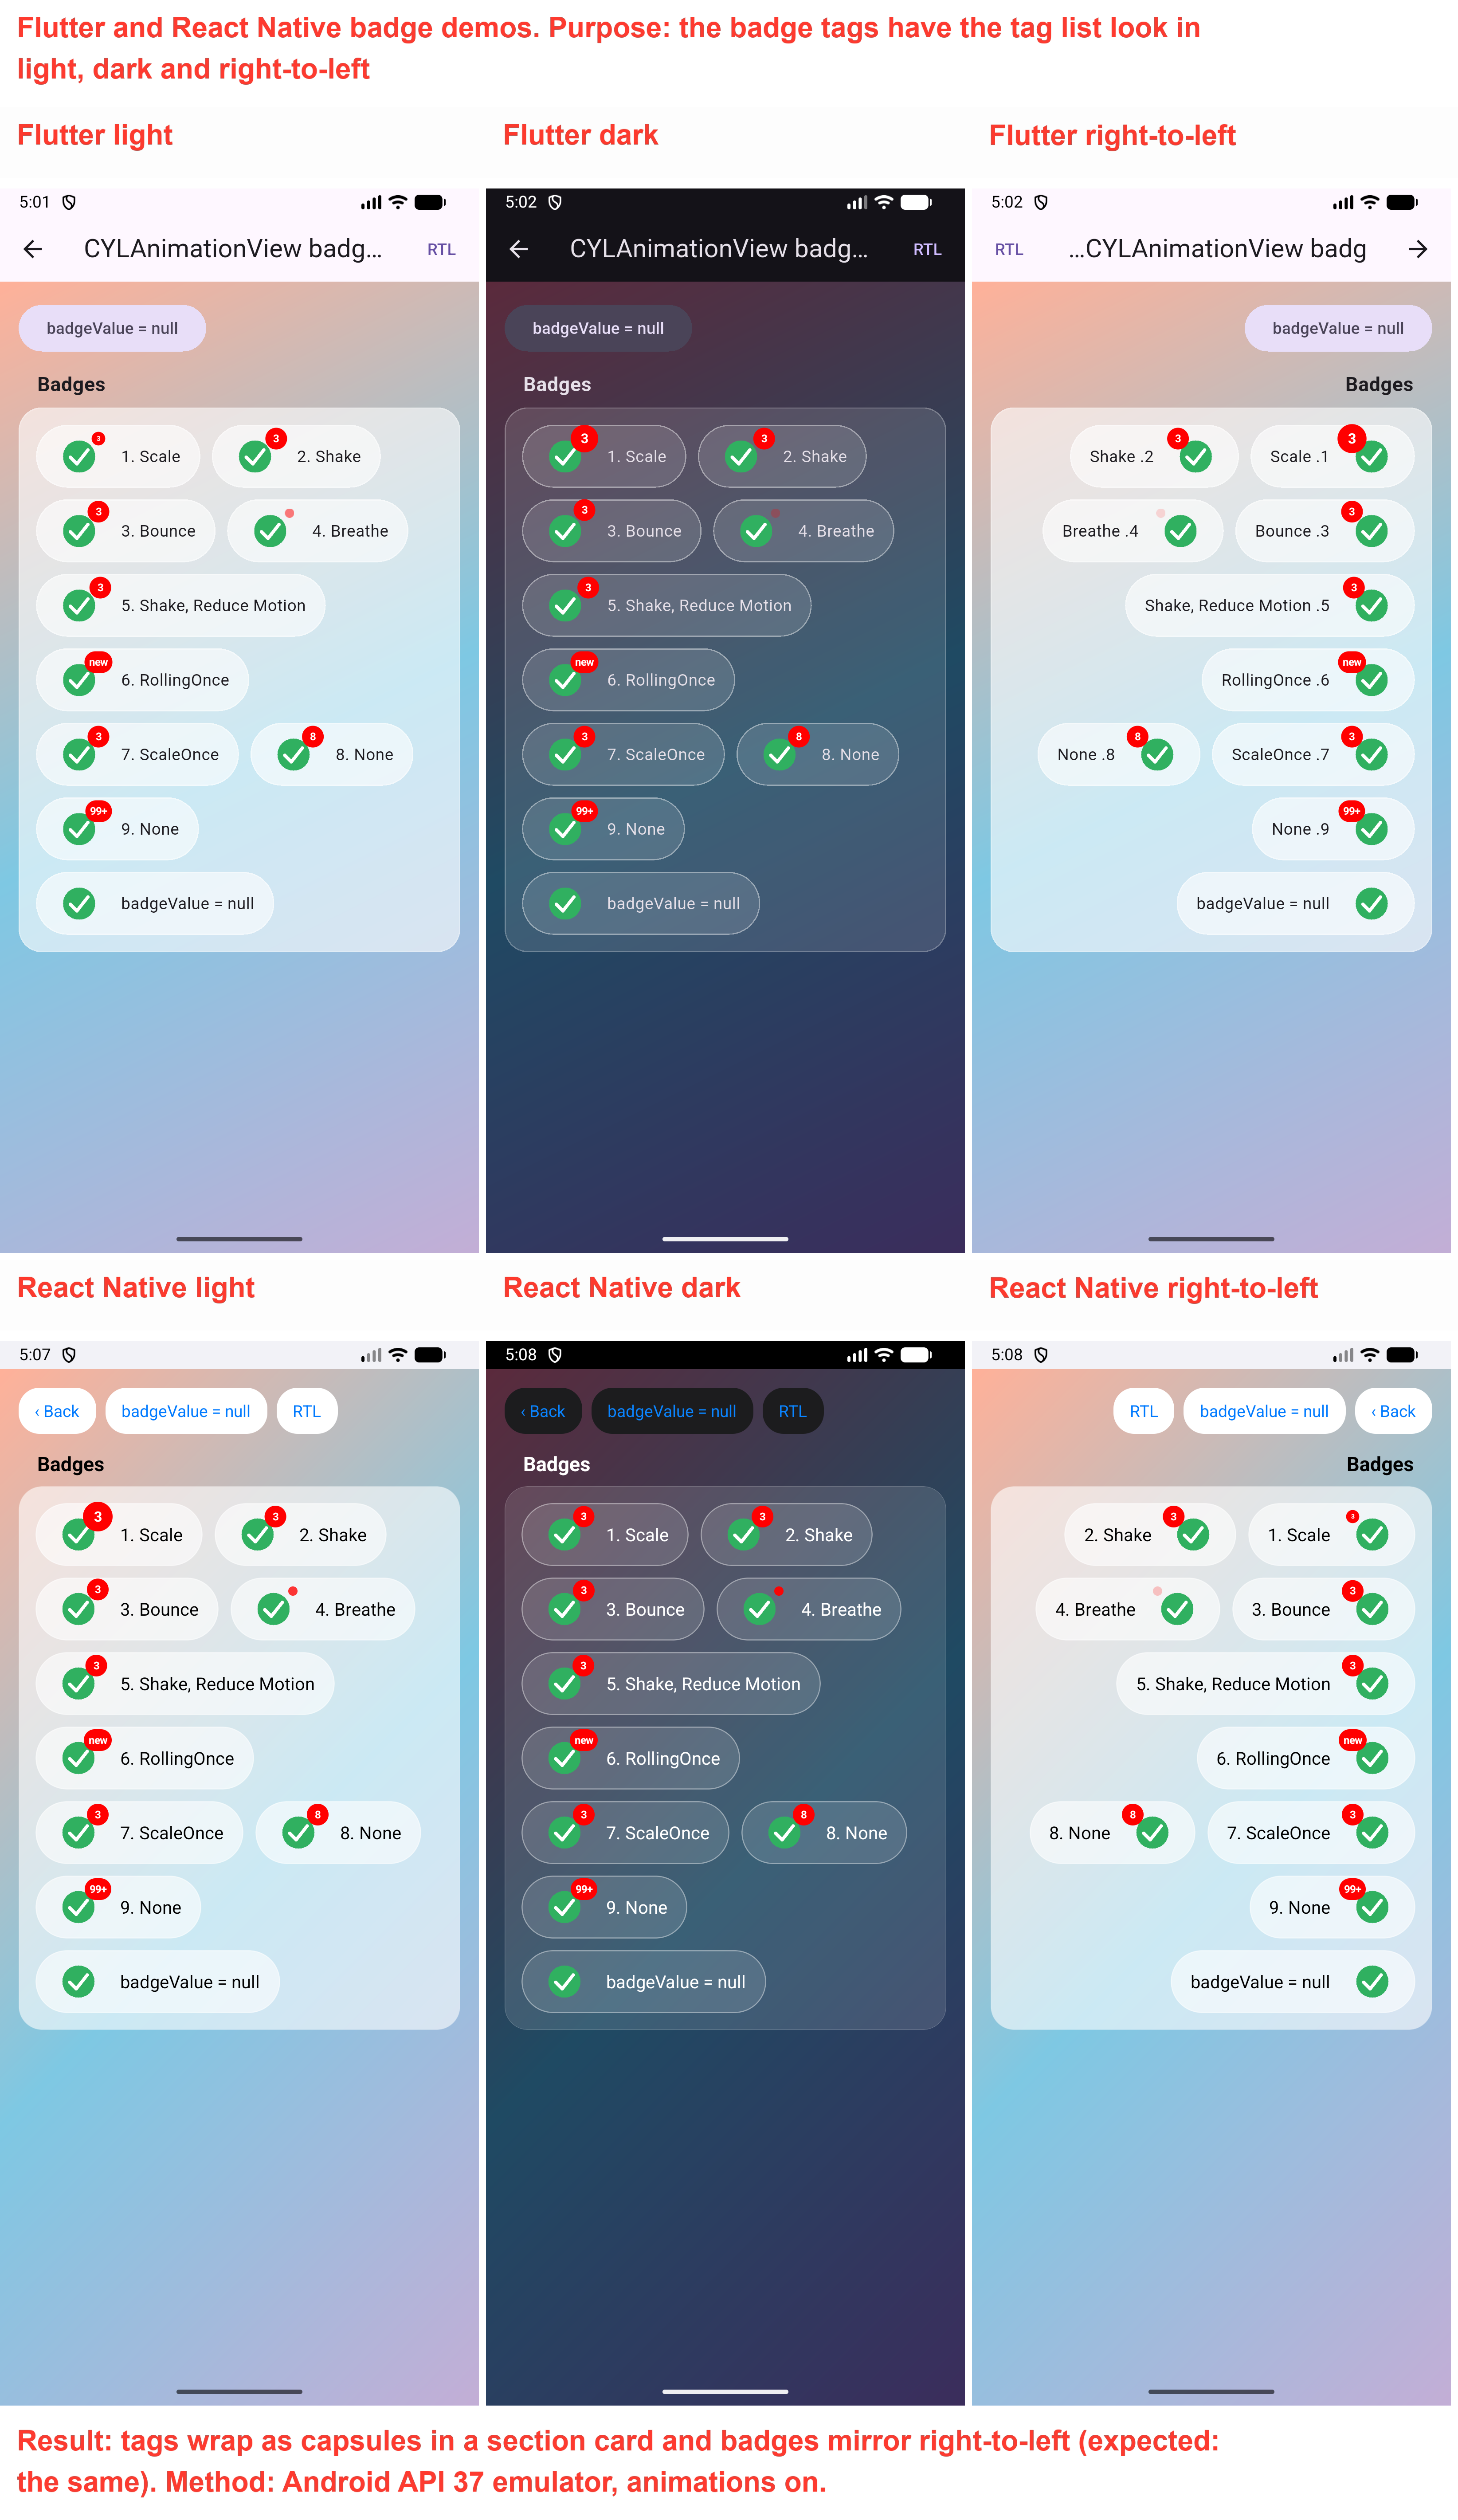 Flutter and React Native badge demos. Purpose: the badge tags have the tag list look in
light, dark and right-to-left
Flutter light
5:01
CYLAnimationView badg...
RTL
badgeValue = null
Badges
3
1. Scale
3
2. Shake
3
3. Bounce
4. Breathe
3
5. Shake, Reduce Motion
new
6. RollingOnce
3
7. ScaleOnce
8
8. None
99+
9. None
badgeValue = null
Flutter dark
5:02
CYLAnimationView badg...
RTL
badgeValue = null
Badges
3
1. Scale
3
2. Shake
3
3. Bounce
4. Breathe
3
5. Shake, Reduce Motion
new
6. RollingOnce
3
7. ScaleOnce
8
8. None
99+
9. None
badgeValue = null
Flutter right-to-left
5:02
RTL
...CYLAnimationView badg
badgeValue = null
Badges
Shake .2
3
Scale .1
3
Breathe .4
Bounce .3
3
Shake, Reduce Motion .5
3
RollingOnce .6
new
None .8
8
ScaleOnce .7
3
None .9
99+
badgeValue = null
React Native light
5:07
‹ Back
badgeValue = null
RTL
Badges
3
1. Scale
3
2. Shake
3
3. Bounce
4. Breathe
3
5. Shake, Reduce Motion
new
6. RollingOnce
3
7. ScaleOnce
8
8. None
99+
9. None
badgeValue = null
React Native dark
5:08
‹ Back
badgeValue = null
RTL
Badges
3
1. Scale
3
2. Shake
3
3. Bounce
4. Breathe
3
5. Shake, Reduce Motion
new
6. RollingOnce
3
7. ScaleOnce
8
8. None
99+
9. None
badgeValue = null
React Native right-to-left
5:08
RTL
badgeValue = null
‹ Back
Badges
2. Shake
3
1. Scale
3
4. Breathe
3. Bounce
3
5. Shake, Reduce Motion
3
6. RollingOnce
new
8. None
8
7. ScaleOnce
3
9. None
99+
badgeValue = null
Result: tags wrap as capsules in a section card and badges mirror right-to-left (expected:
the same). Method: Android API 37 emulator, animations on.